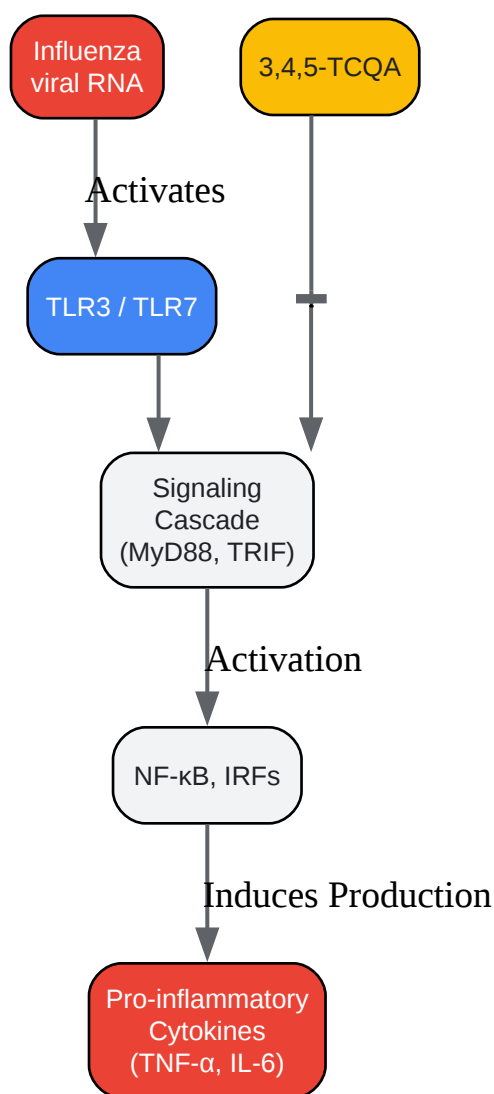 Influenza
viral RNA
3,4,5-TCQA
Activates
TLR3 / TLR7
Signaling
Cascade
(MyD88, TRIF)
Activation
NF-κB, IRFs
Induces Production
Pro-inflammatory
Cytokines
(TNF-α, IL-6)